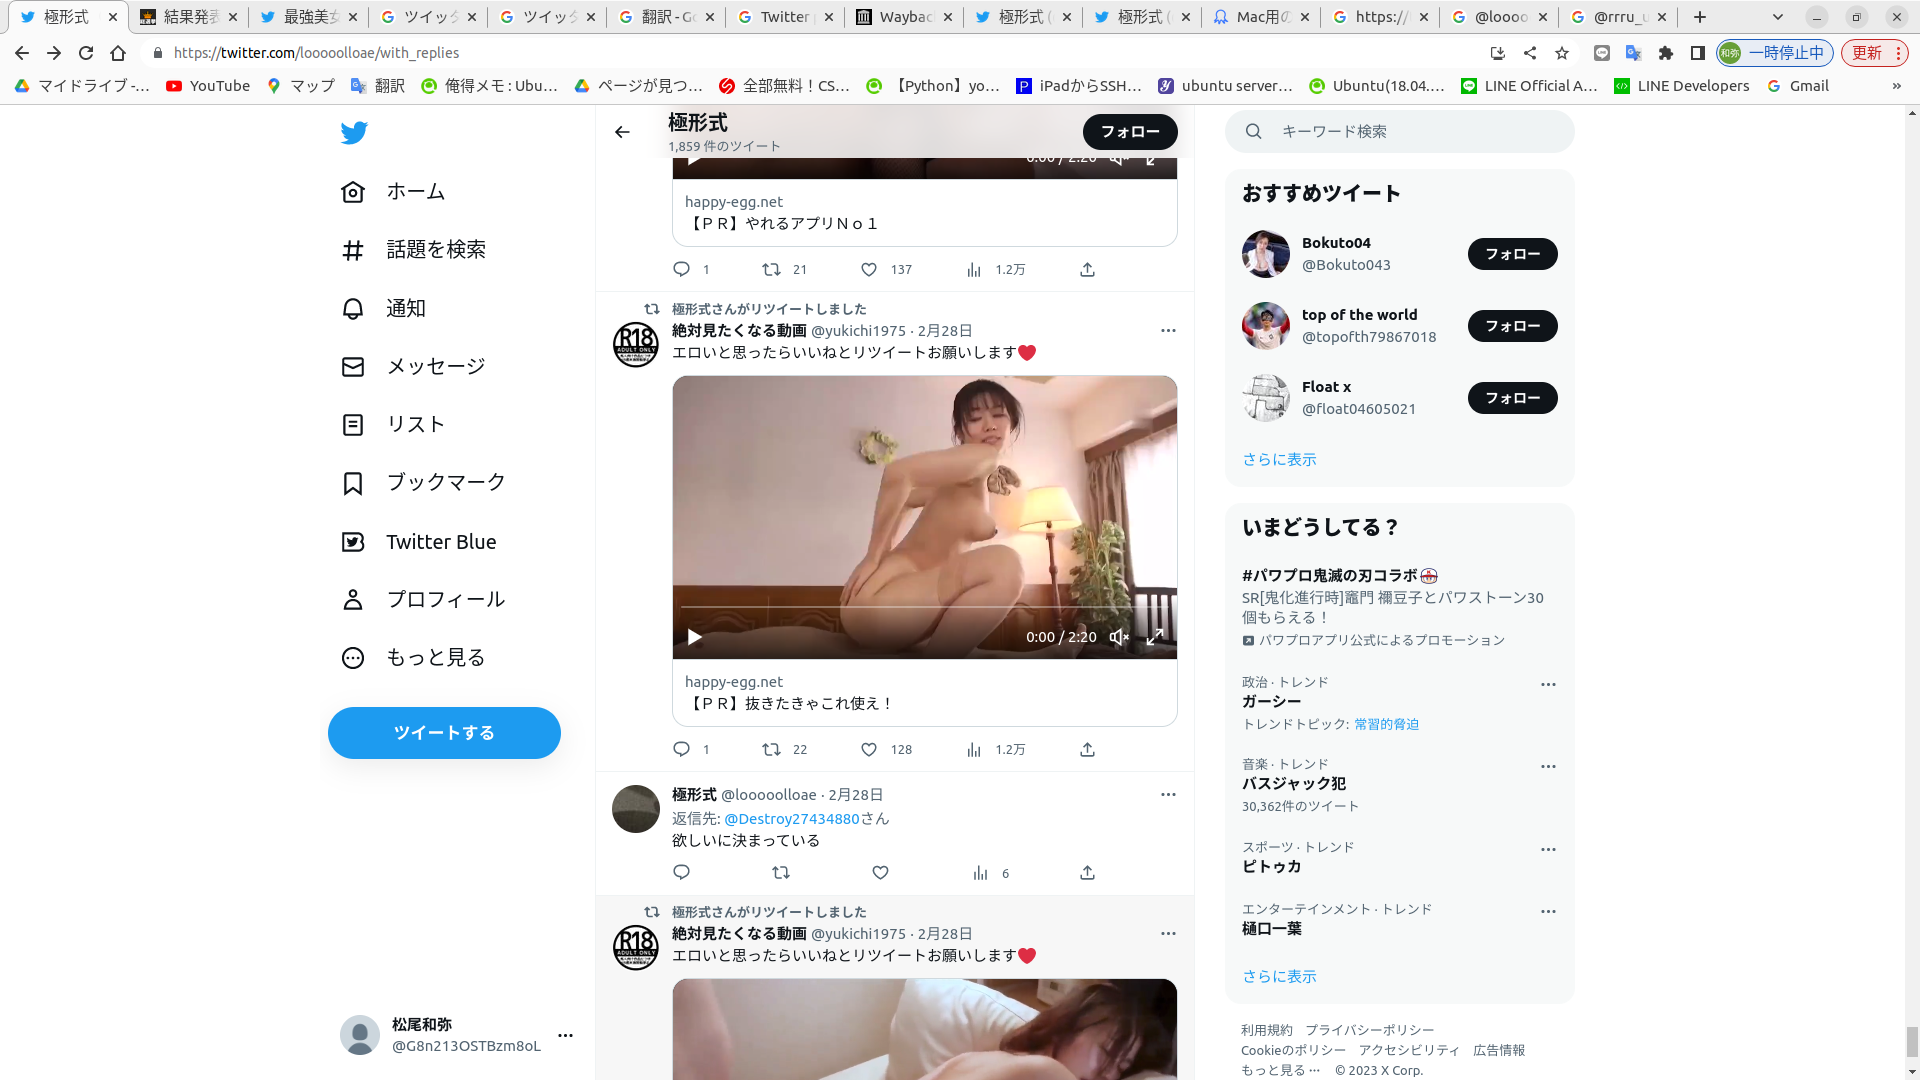 極形式
結果発表
最強美女
ツイッタ
ツイッタ
翻訳 - Go
Twitter p
Wayback
極形式 (
極形式 (
Mac用の
https://
@loooo
@rrru_u
https://twitter.com/looooolloae/with_replies
和弥 一時停止中
更新
マイドライブ -…
YouTube
マップ
翻訳
俺得メモ : Ubu…
ページが見つ…
全部無料！CS…
【Python】yo…
iPadからSSH…
ubuntu server…
Ubuntu(18.04.…
LINE Official A…
LINE Developers
Gmail
»
ホーム
話題を検索
通知
メッセージ
リスト
ブックマーク
Twitter Blue
プロフィール
もっと見る
ツイートする
松尾和弥
@G8n213OSTBzm8oL
極形式
1,859 件のツイート
フォロー
0:00 / 2:20
happy-egg.net
【ＰＲ】やれるアプリＮｏ１
1 21 137 1.2万
極形式さんがリツイートしました
絶対見たくなる動画 @yukichi1975 · 2月28日
R18
ADULT ONLY
エロいと思ったらいいねとリツイートお願いします❤
0:00 / 2:20
happy-egg.net
【ＰＲ】抜きたきゃこれ使え！
1 22 128 1.2万
極形式 @looooolloae · 2月28日
返信先: @Destroy27434880さん
欲しいに決まっている
6
極形式さんがリツイートしました
絶対見たくなる動画 @yukichi1975 · 2月28日
R18
ADULT ONLY
エロいと思ったらいいねとリツイートお願いします❤
キーワード検索
おすすめツイート
Bokuto04
@Bokuto043
フォロー
top of the world
@topofth79867018
フォロー
Float x
@float04605021
フォロー
さらに表示
いまどうしてる？
#パワプロ鬼滅の刃コラボ
SR[鬼化進行時]竈門 禰豆子とパワストーン30
個もらえる！
パワプロアプリ公式によるプロモーション
政治 · トレンド
ガーシー
トレンドトピック: 常習的脅迫
音楽 · トレンド
バスジャック犯
30,362件のツイート
スポーツ · トレンド
ピトゥカ
エンターテインメント · トレンド
樋口一葉
さらに表示
利用規約 プライバシーポリシー
Cookieのポリシー アクセシビリティ 広告情報
もっと見る … © 2023 X Corp.